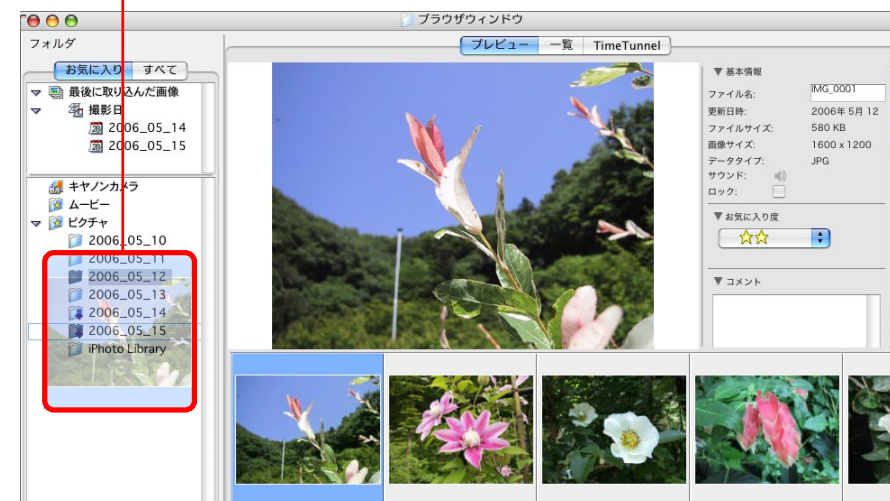 ブラウザウィンドウ
フォルダ
お気に入り すべて
最後に取り込んだ画像
撮影日
2006_05_14
2006_05_15
キヤノンカメラ
ムービー
ピクチャ
2006_05_10
2006_05_11
2006_05_12
2006_05_13
2006_05_14
2006_05_15
iPhoto Library
プレビュー 一覧 TimeTunnel
▼ 基本情報
ファイル名: IMG_0001
更新日時: 2006年 5月 12
ファイルサイズ: 580 KB
画像サイズ: 1600 x 1200
データタイプ: JPG
サウンド:
ロック:
▼ お気に入り度
▼ コメント